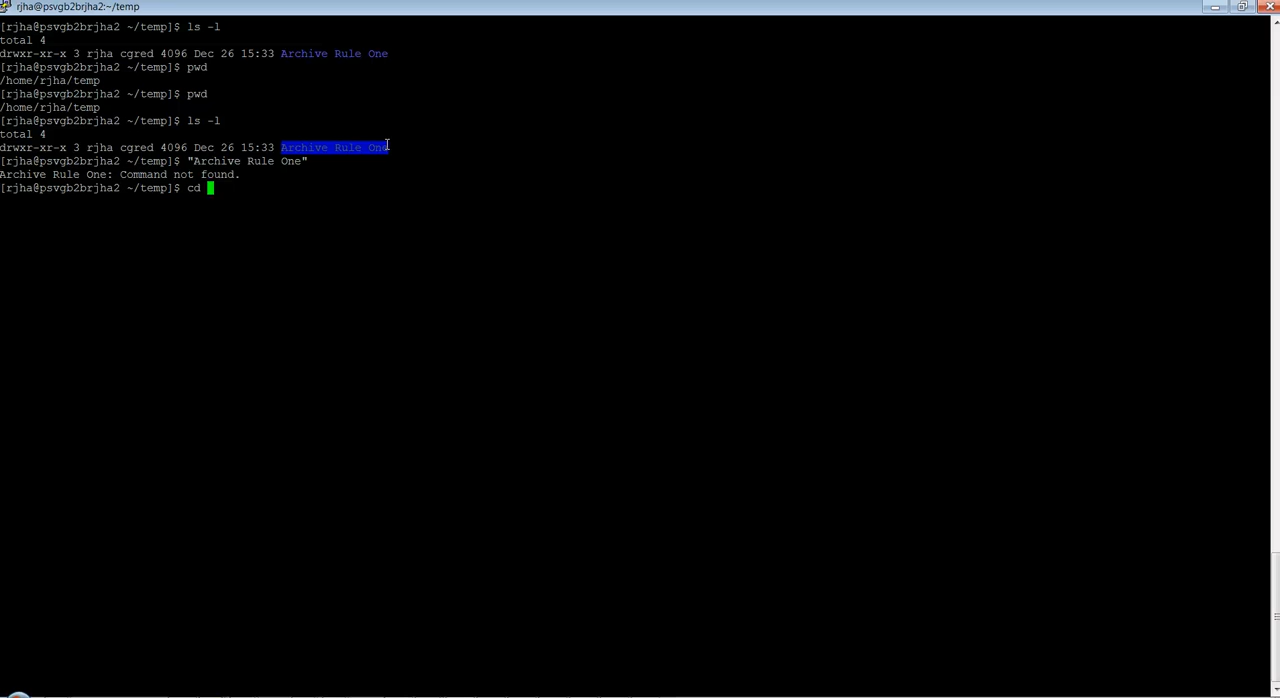 rjha@psvgb2brjha2:~/temp
[rjha@psvgb2brjha2 ~/temp]$ ls -l
total 4
drwxr-xr-x 3 rjha cgred 4096 Dec 26 15:33 Archive Rule One
[rjha@psvgb2brjha2 ~/temp]$ pwd
/home/rjha/temp
[rjha@psvgb2brjha2 ~/temp]$ pwd
/home/rjha/temp
[rjha@psvgb2brjha2 ~/temp]$ ls -l
total 4
drwxr-xr-x 3 rjha cgred 4096 Dec 26 15:33 Archive Rule One
[rjha@psvgb2brjha2 ~/temp]$ "Archive Rule One"
Archive Rule One: Command not found.
[rjha@psvgb2brjha2 ~/temp]$ cd